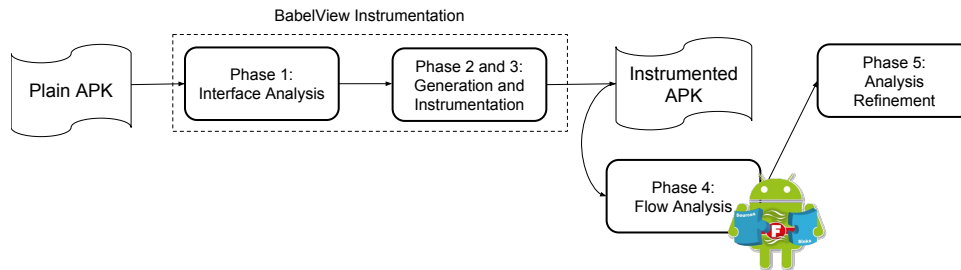 BabelView Instrumentation
Plain APK
Phase 1:
Interface Analysis
Phase 2 and 3:
Generation and
Instrumentation
Instrumented
APK
Phase 4:
Flow Analysis
Phase 5:
Analysis
Refinement
Sources
F
Sinks